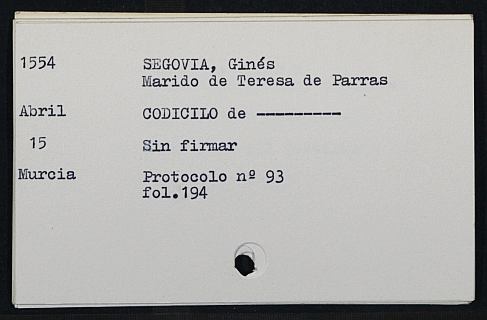 1554 SEGOVIA, Ginés
Marido de Teresa de Parras
Abril CODICILO de ---------
15 Sin firmar
Murcia Protocolo nº 93
fol.194